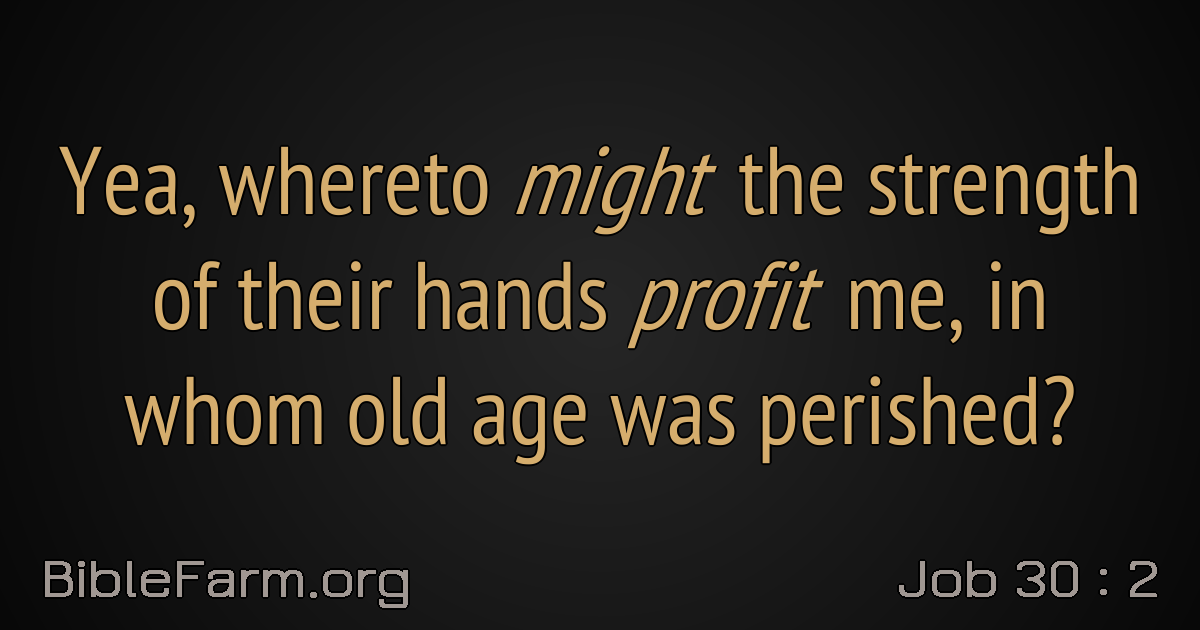 Yea, whereto might the strength
of their hands profit me, in
whom old age was perished?
BibleFarm.org
Job 30 : 2